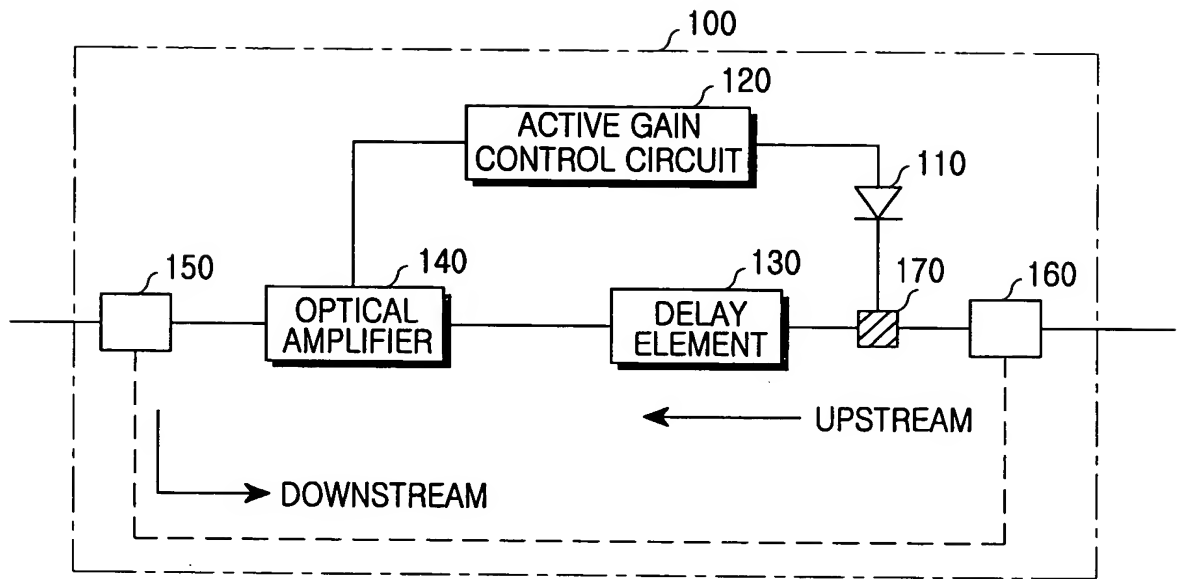 100
120
ACTIVE GAIN
CONTROL CIRCUIT
110
150
140
130
170
160
OPTICAL
AMPLIFIER
DELAY
ELEMENT
UPSTREAM
DOWNSTREAM